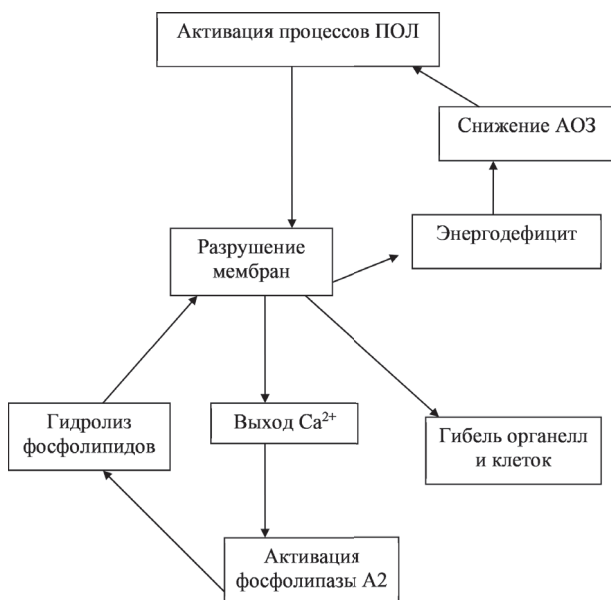 Активация процессов ПОЛ
Снижение АОЗ
Разрушение
мембран
Энергодефицит
Гидролиз
фосфолипидов
Выход Ca²⁺
Гибель органелл
и клеток
Активация
фосфолипазы А2